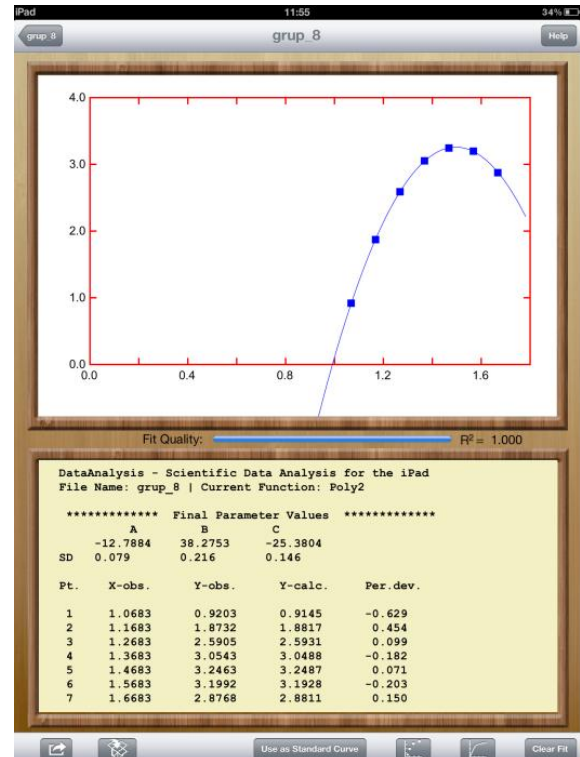 iPad 11:55 34%
grup_8 grup_8 Help
4.0
3.0
2.0
1.0
0.0
0.0 0.4 0.8 1.2 1.6
Fit Quality: R² = 1.000
DataAnalysis - Scientific Data Analysis for the iPad
File Name: grup_8 | Current Function: Poly2
************* Final Parameter Values *************
A B C
-12.7884 38.2753 -25.3804
SD 0.079 0.216 0.146
Pt. X-obs. Y-obs. Y-calc. Per.dev.
1 1.0683 0.9203 0.9145 -0.629
2 1.1683 1.8732 1.8817 0.454
3 1.2683 2.5905 2.5931 0.099
4 1.3683 3.0543 3.0488 -0.182
5 1.4683 3.2463 3.2487 0.071
6 1.5683 3.1992 3.1928 -0.203
7 1.6683 2.8768 2.8811 0.150
Use as Standard Curve Clear Fit